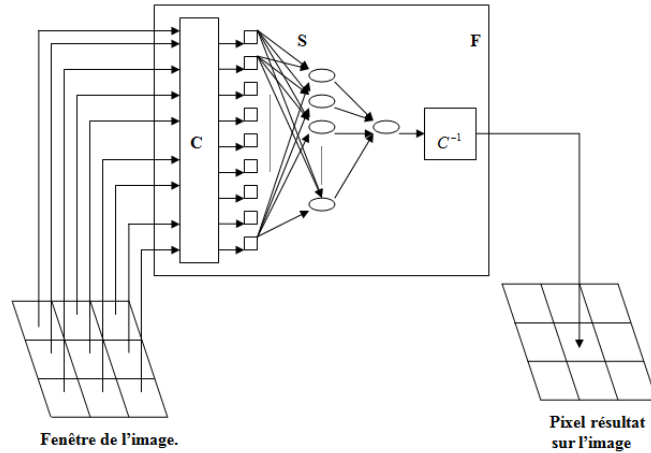 S
F
C
C⁻¹
Fenêtre de l'image.
Pixel résultat
sur l'image